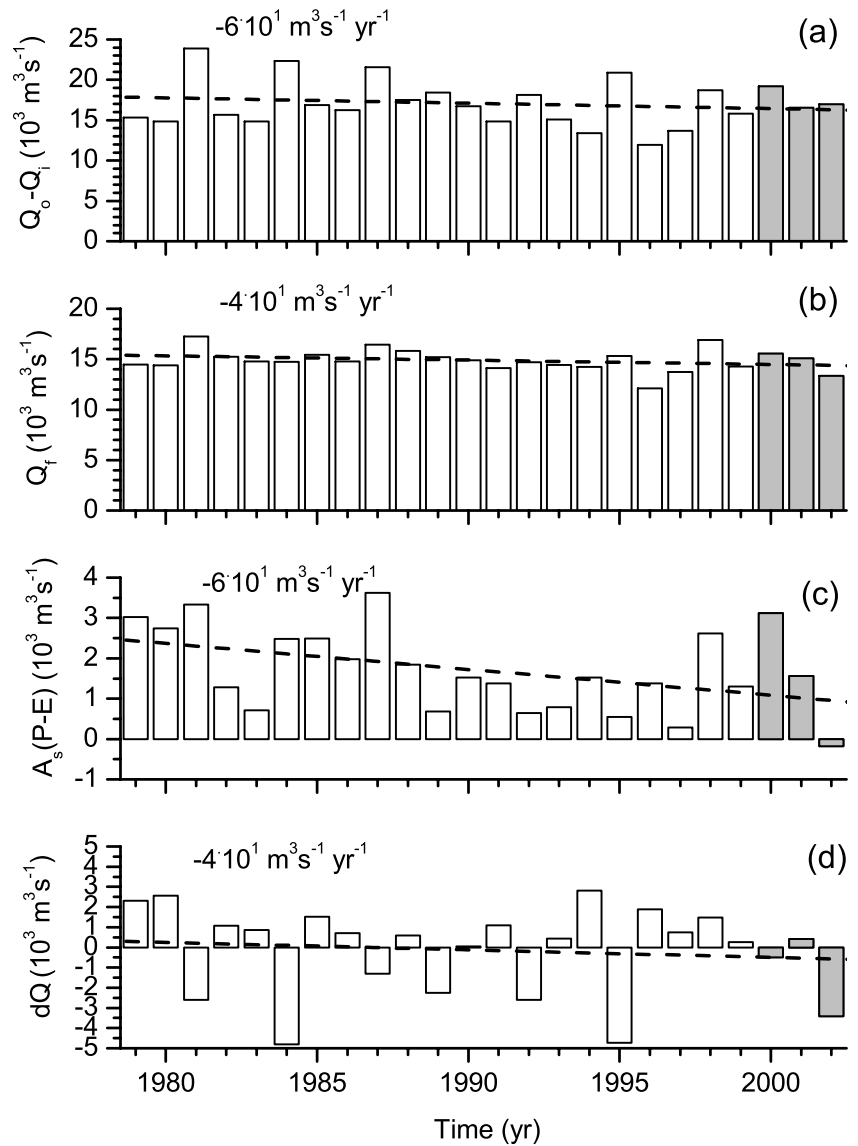 -6·10¹ m³s⁻¹ yr⁻¹
(a)
25
20
15
10
5
0
Qₒ-Qᵢ (10³ m³s⁻¹)
-4·10¹ m³s⁻¹ yr⁻¹
(b)
20
15
10
5
0
Q_f (10³ m³s⁻¹)
-6·10¹ m³s⁻¹ yr⁻¹
(c)
4
3
2
1
0
-1
Aₛ(P-E) (10³ m³s⁻¹)
-4·10¹ m³s⁻¹ yr⁻¹
(d)
5
4
3
2
1
0
-1
-2
-3
-4
-5
dQ (10³ m³s⁻¹)
1980 1985 1990 1995 2000
Time (yr)